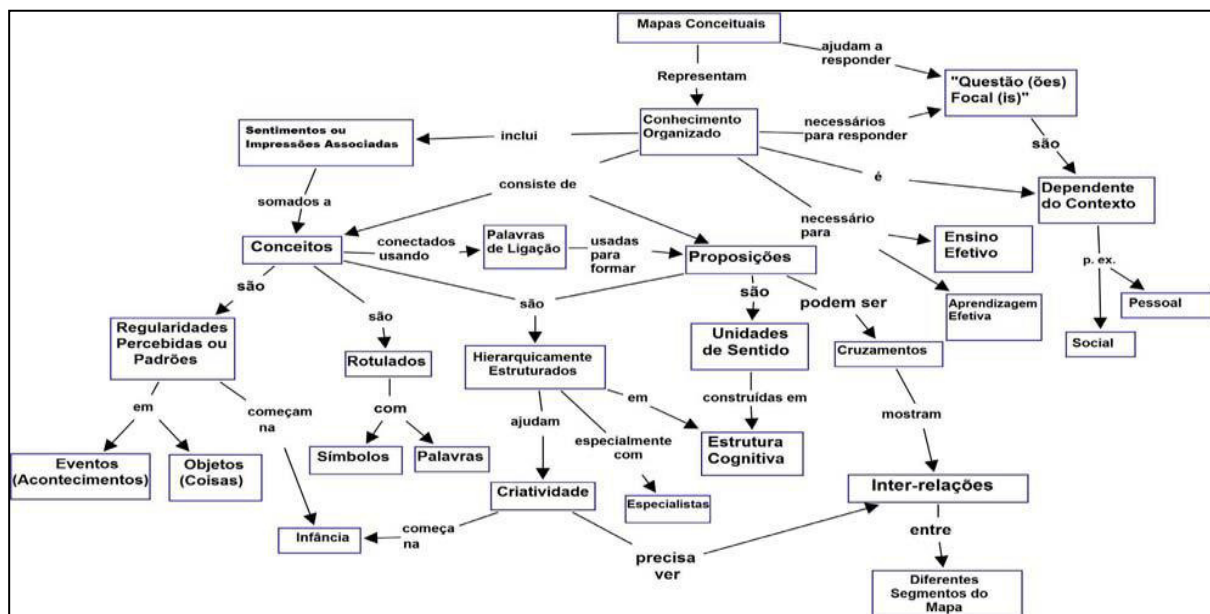 Mapas Conceituais
ajudam a
responder
Representam
"Questão (ões)
Focal (is)"
Conhecimento
Organizado
necessários
para responder
Sentimentos ou
Impressões Associadas
inclui
são
consiste de
é
Dependente
do Contexto
somados a
necessário
para
Conceitos
conectados
usando
Palavras
de Ligação
usadas
para
formar
Proposições
Ensino
Efetivo
p. ex.
são
são
são
são
podem ser
Aprendizagem
Efetiva
Pessoal
Social
Regularidades
Percebidas ou
Padrões
Rotulados
Hierarquicamente
Estruturados
Unidades
de Sentido
Cruzamentos
em
começam
na
com
ajudam
em
construídas em
mostram
especialmente
com
Eventos
(Acontecimentos)
Objetos
(Coisas)
Símbolos
Palavras
Estrutura
Cognitiva
Criatividade
Especialistas
Inter-relações
Infância
começa
na
precisa
ver
entre
Diferentes
Segmentos do
Mapa